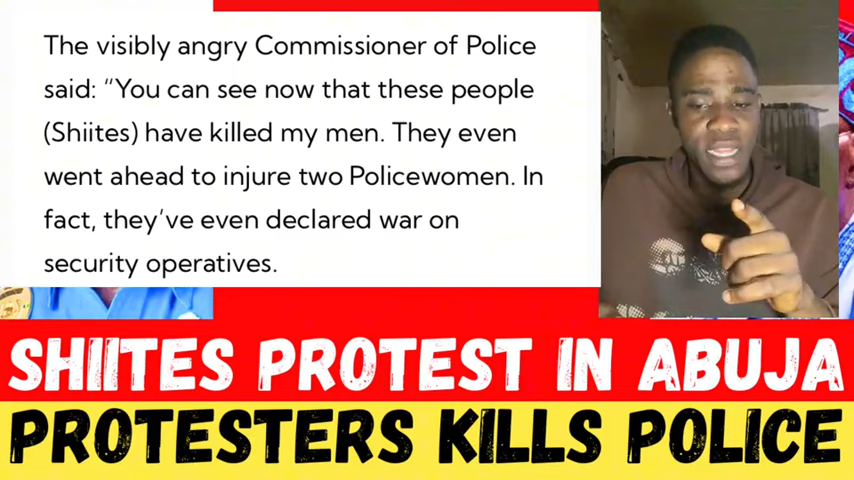 The visibly angry Commissioner of Police
said: “You can see now that these people
(Shiites) have killed my men. They even
went ahead to injure two Policewomen. In
fact, they’ve even declared war on
security operatives.
SHIITES PROTEST IN ABUJA
PROTESTERS KILLS POLICE